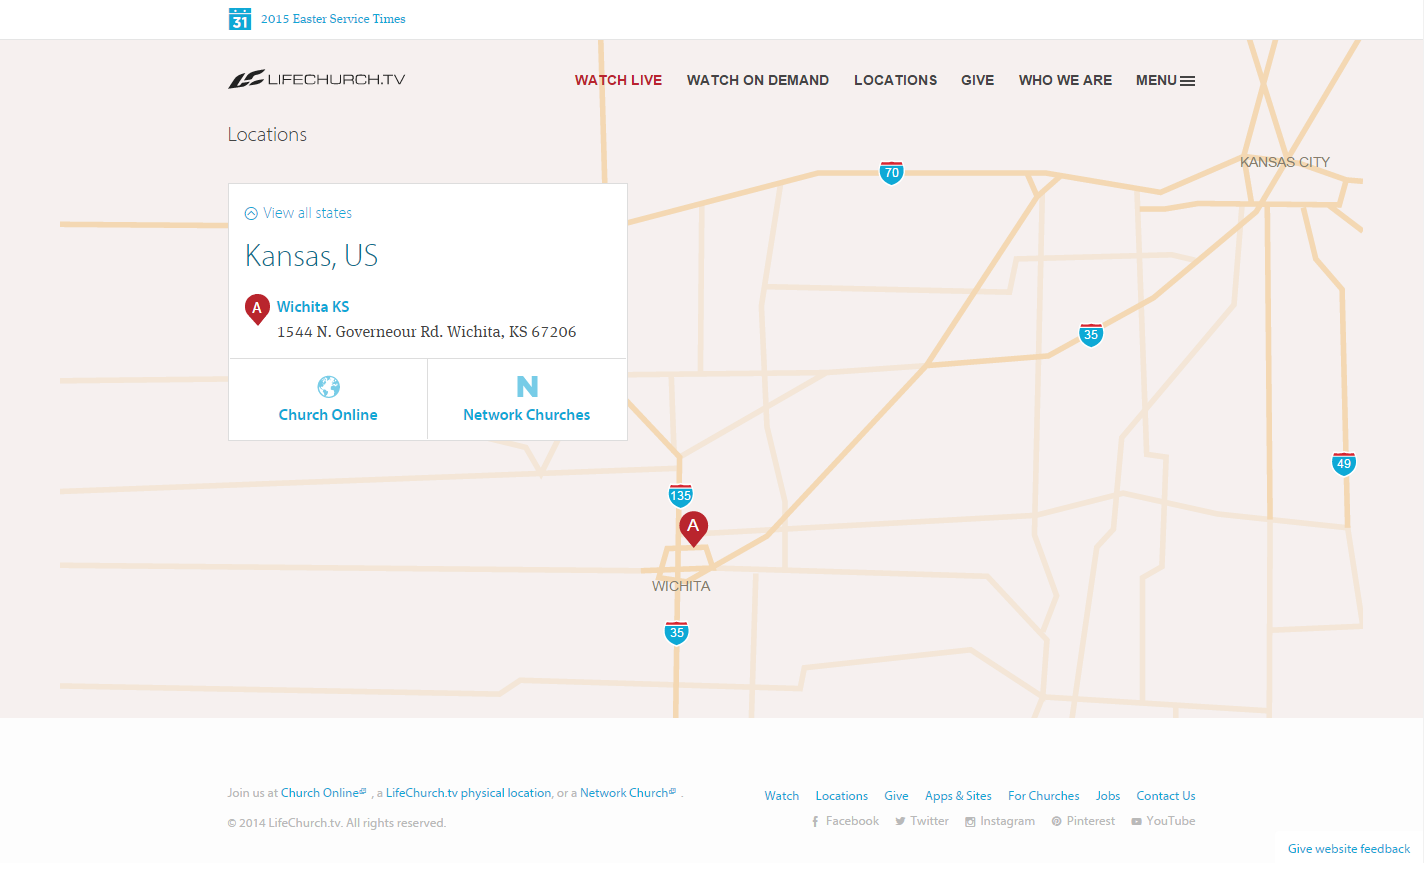 31 2015 Easter Service Times
LIFECHURCH.TV WATCH LIVE WATCH ON DEMAND LOCATIONS GIVE WHO WE ARE MENU
Locations
KANSAS CITY
70
View all states
Kansas, US
A Wichita KS
1544 N. Governeour Rd. Wichita, KS 67206
35
Church Online N Network Churches
49
135
A
WICHITA
35
Join us at Church Online , a LifeChurch.tv physical location, or a Network Church .
© 2014 LifeChurch.tv. All rights reserved.
Watch Locations Give Apps & Sites For Churches Jobs Contact Us
Facebook Twitter Instagram Pinterest YouTube
Give website feedback